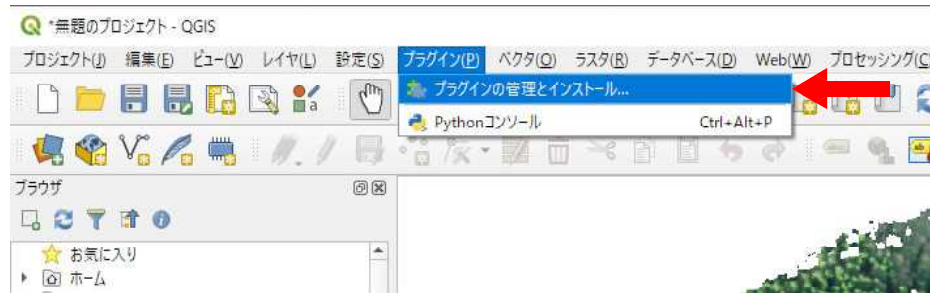 *無題のプロジェクト - QGIS
プロジェクト(J) 編集(E) ビュー(V) レイヤ(L) 設定(S) プラグイン(P) ベクタ(O) ラスタ(R) データベース(D) Web(W) プロセッシング(C)
プラグインの管理とインストール...
a
Pythonコンソール Ctrl+Alt+P
ブラウザ
お気に入り
ホーム